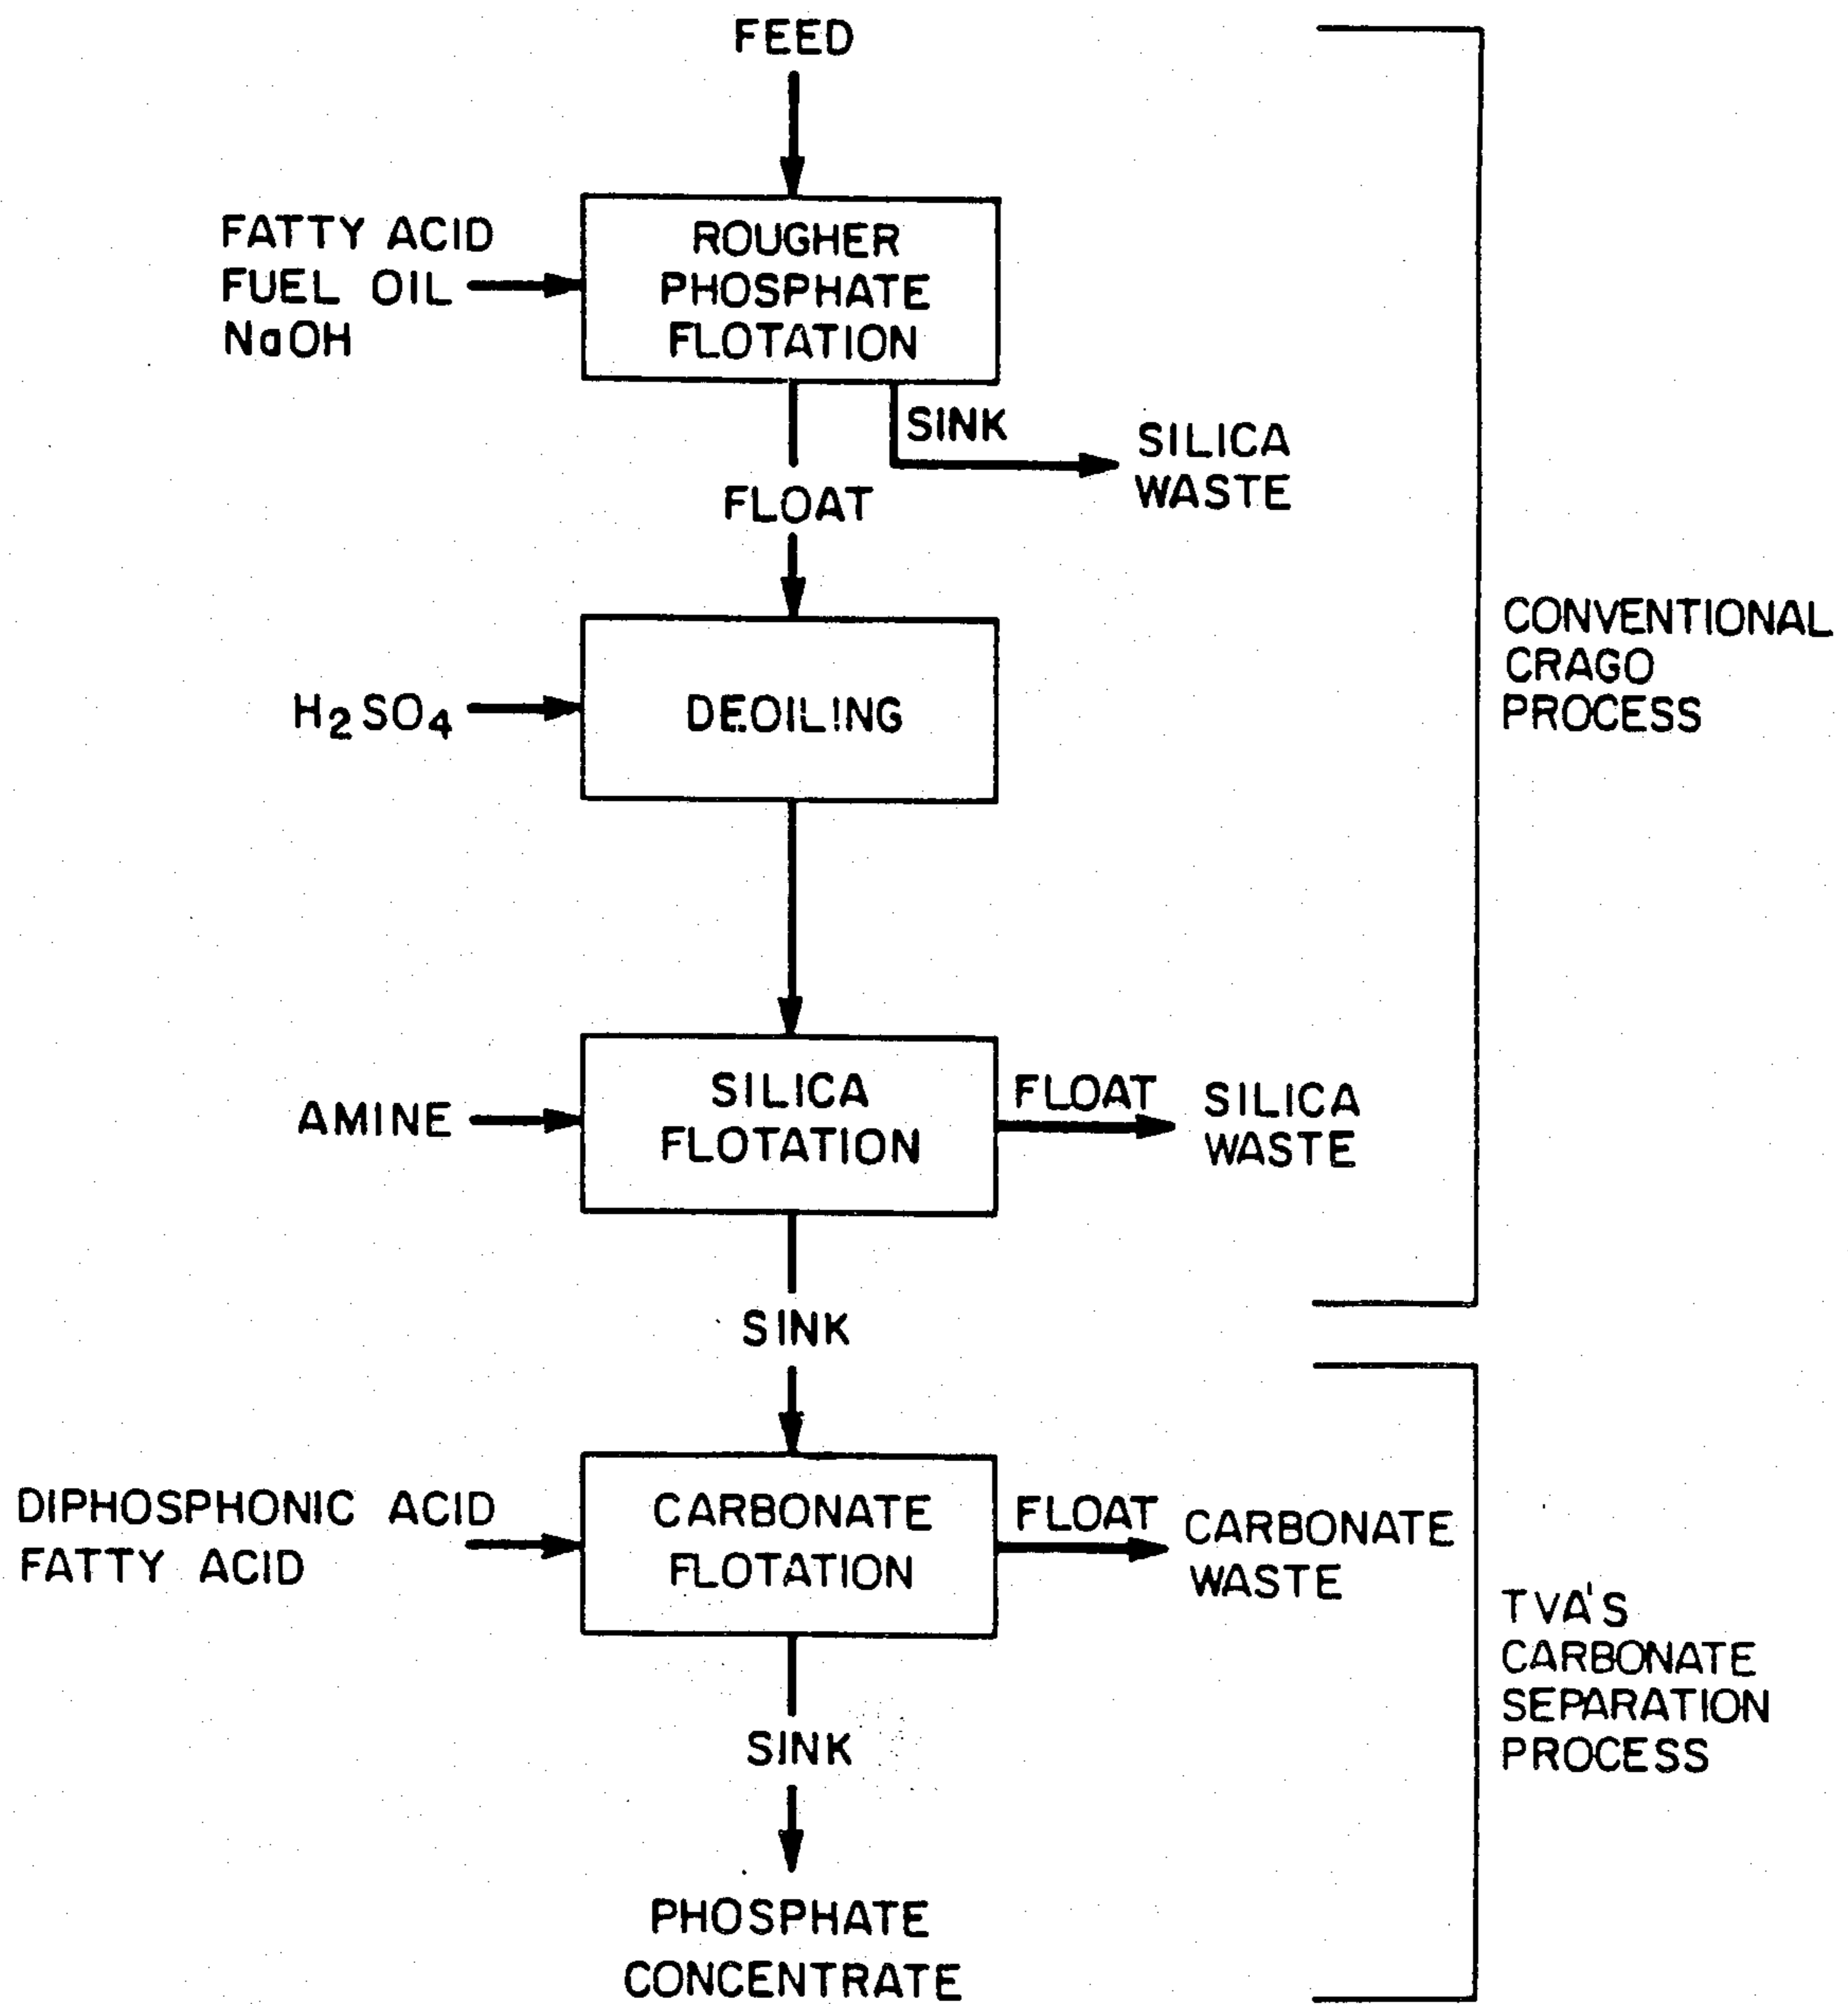 FEED
FATTY ACID
FUEL OIL
NaOH
ROUGHER
PHOSPHATE
FLOTATION
SINK
SILICA
WASTE
FLOAT
CONVENTIONAL
CRAGO
PROCESS
H2SO4
DEOILING
AMINE
SILICA
FLOTATION
FLOAT
SILICA
WASTE
SINK
DIPHOSPHONIC ACID
FATTY ACID
CARBONATE
FLOTATION
FLOAT
CARBONATE
WASTE
TVA'S
CARBONATE
SEPARATION
PROCESS
SINK
PHOSPHATE
CONCENTRATE